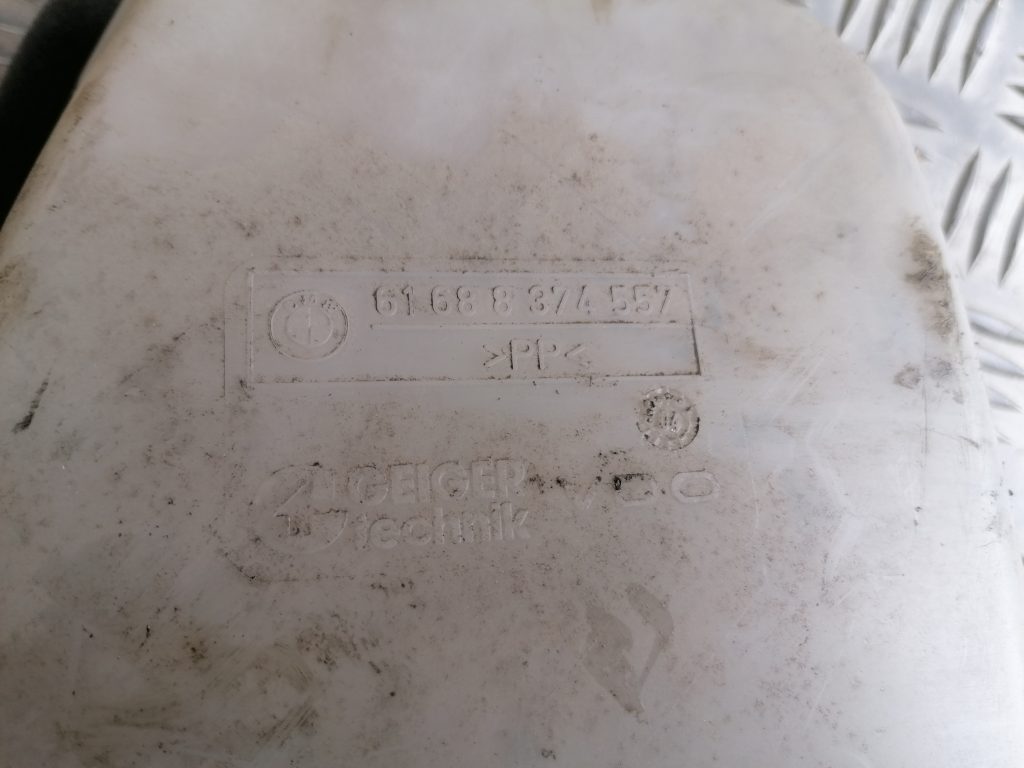 61 68 8 374 557
>PP<
GEIGER
technik
VDO